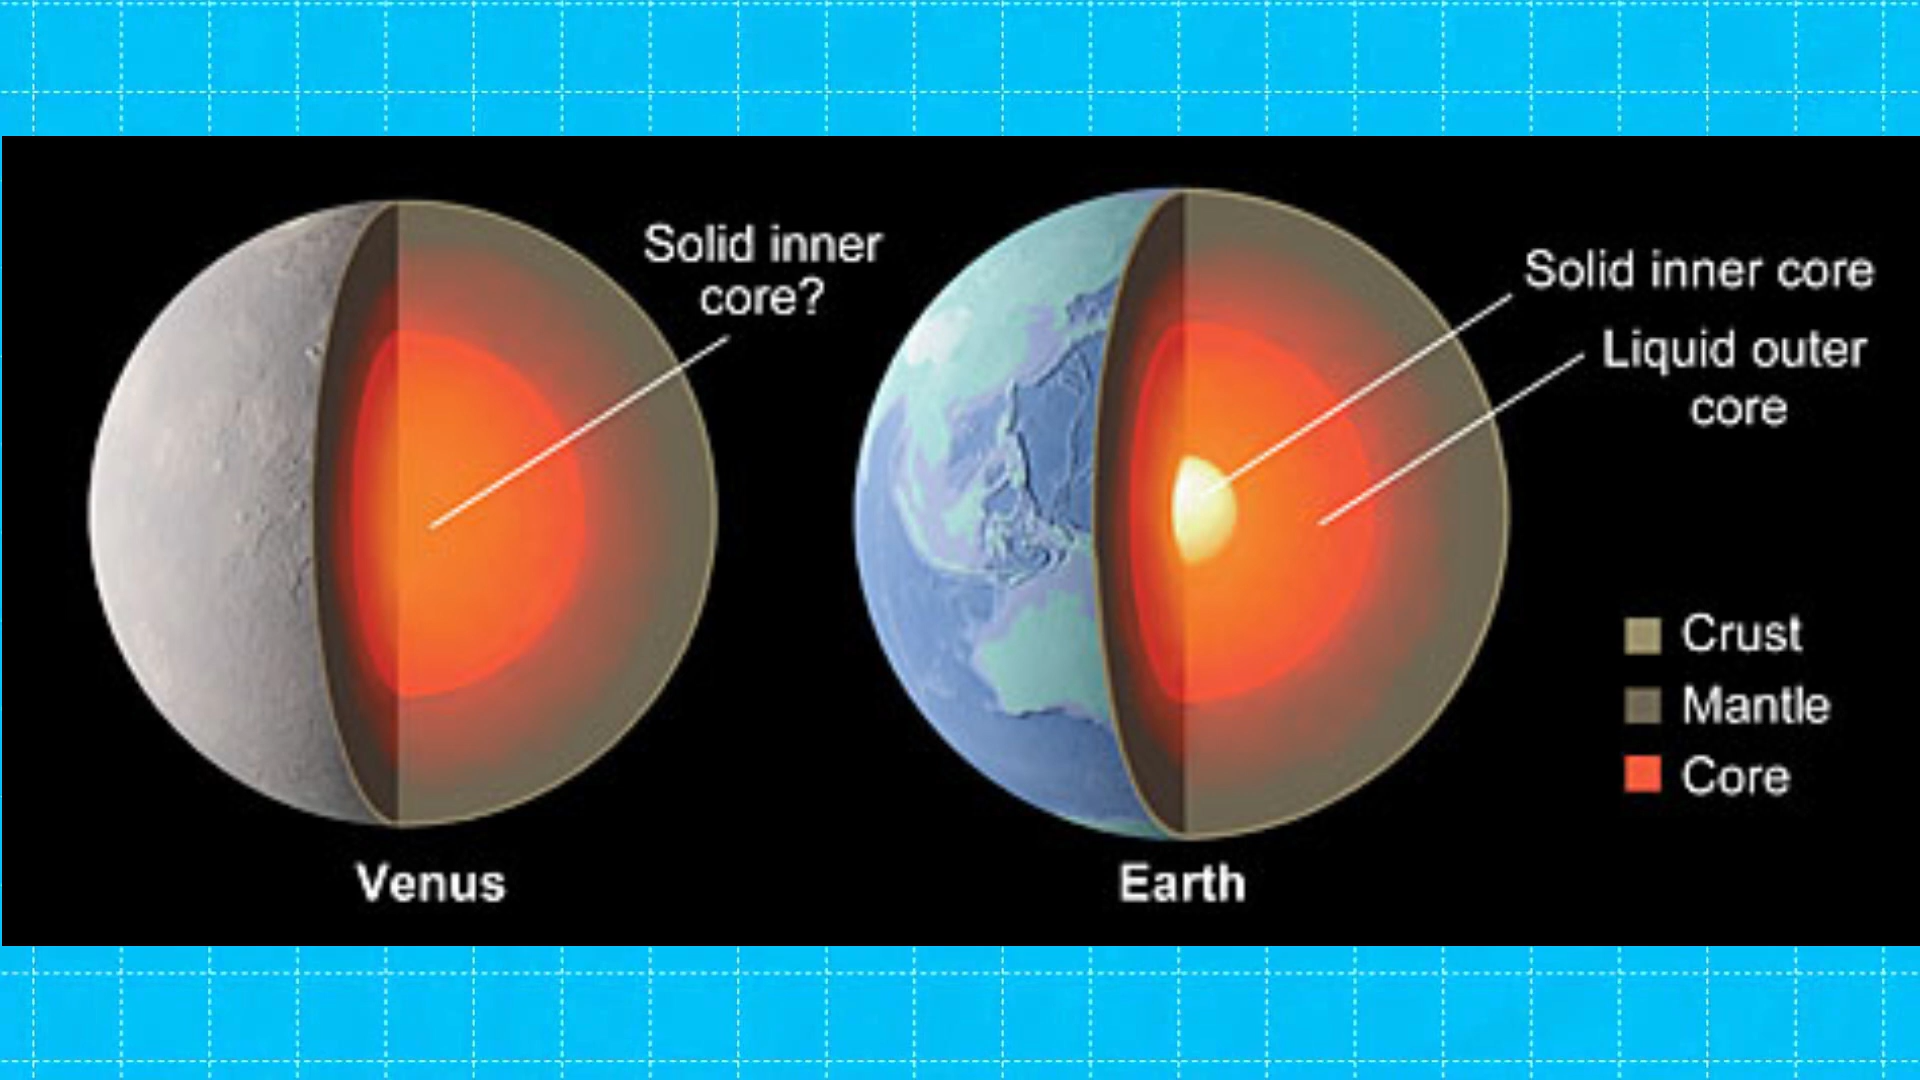 Solid inner
core?
Solid inner core
Liquid outer
core
Crust
Mantle
Core
Venus
Earth